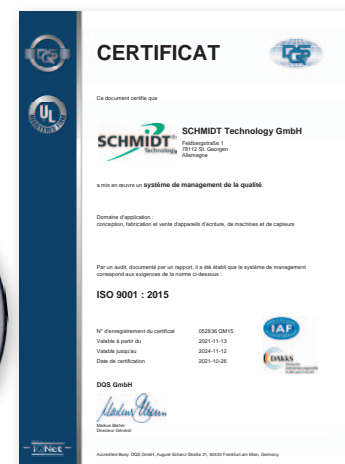 DQS
CERTIFICAT
DQS
UL
REGISTERED FIRM
Ce document certifie que
SCHMIDT
Technology
SCHMIDT Technology GmbH
Feldbergstraße 1
78112 St. Georgen
Allemagne
a mis en œuvre un système de management de la qualité.
Domaine d'application :
conception, fabrication et vente d'appareils d'écriture, de machines et de capteurs
Par un audit, documenté par un rapport, il a été établi que le système de management
correspond aux exigences de la norme ci-dessous :
ISO 9001 : 2015
N° d'enregistrement du certificat 052836 QM15
Valable à partir du 2021-11-13
Valable jusqu'au 2024-11-12
Date de certification 2021-10-26
IAF
DAkkS
DQS GmbH
Markus Bleher
Directeur Général
- IQNet -
Accredited Body: DQS GmbH, August-Schanz-Straße 21, 60433 Frankfurt am Main, Germany